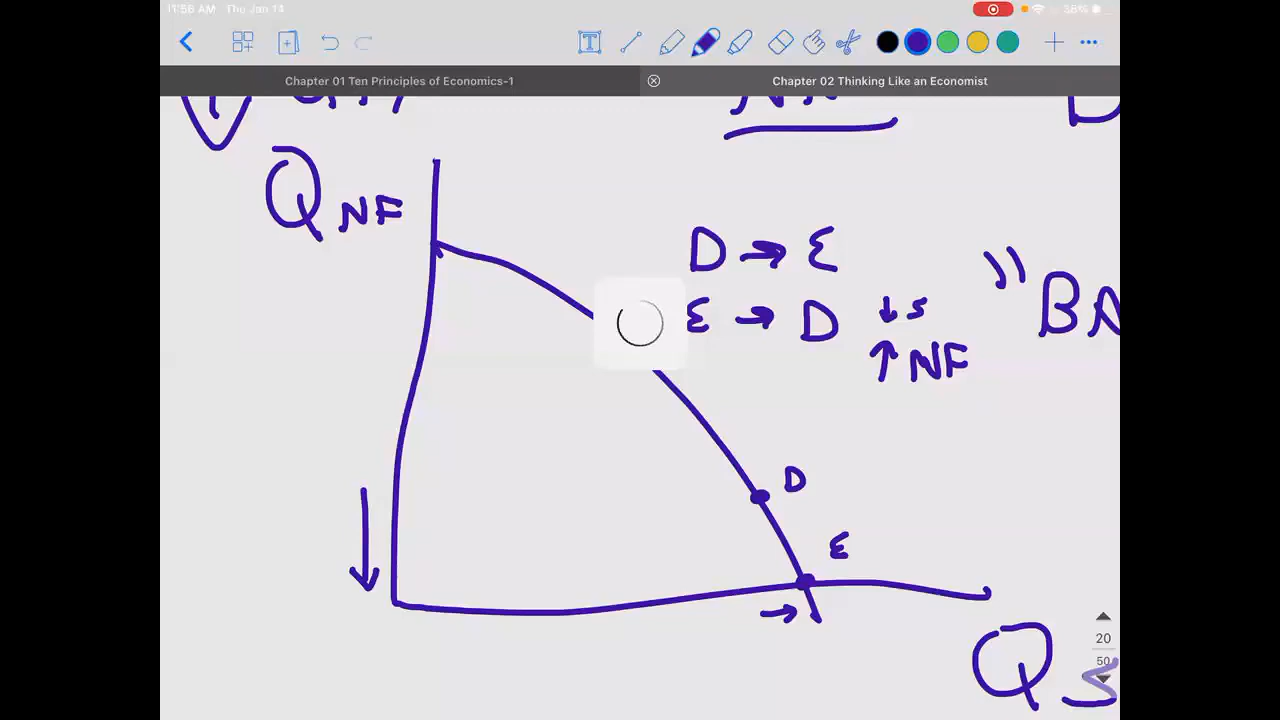 11:56 AM Thu Jan 14 38%
Chapter 01 Ten Principles of Economics-1
Chapter 02 Thinking Like an Economist
Q NF
D → E
E → D ↓ S
↑ NF
"BA
D
E
→
20
50
Q S